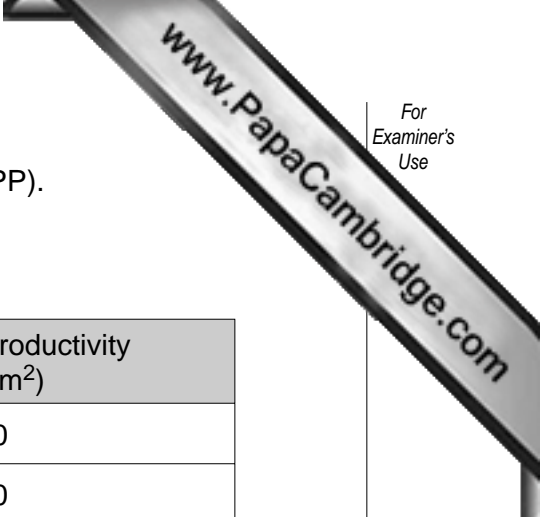 www.PapaCambridge.com
For
Examiner's
Use
PP).
roductivity
m²)
0
0